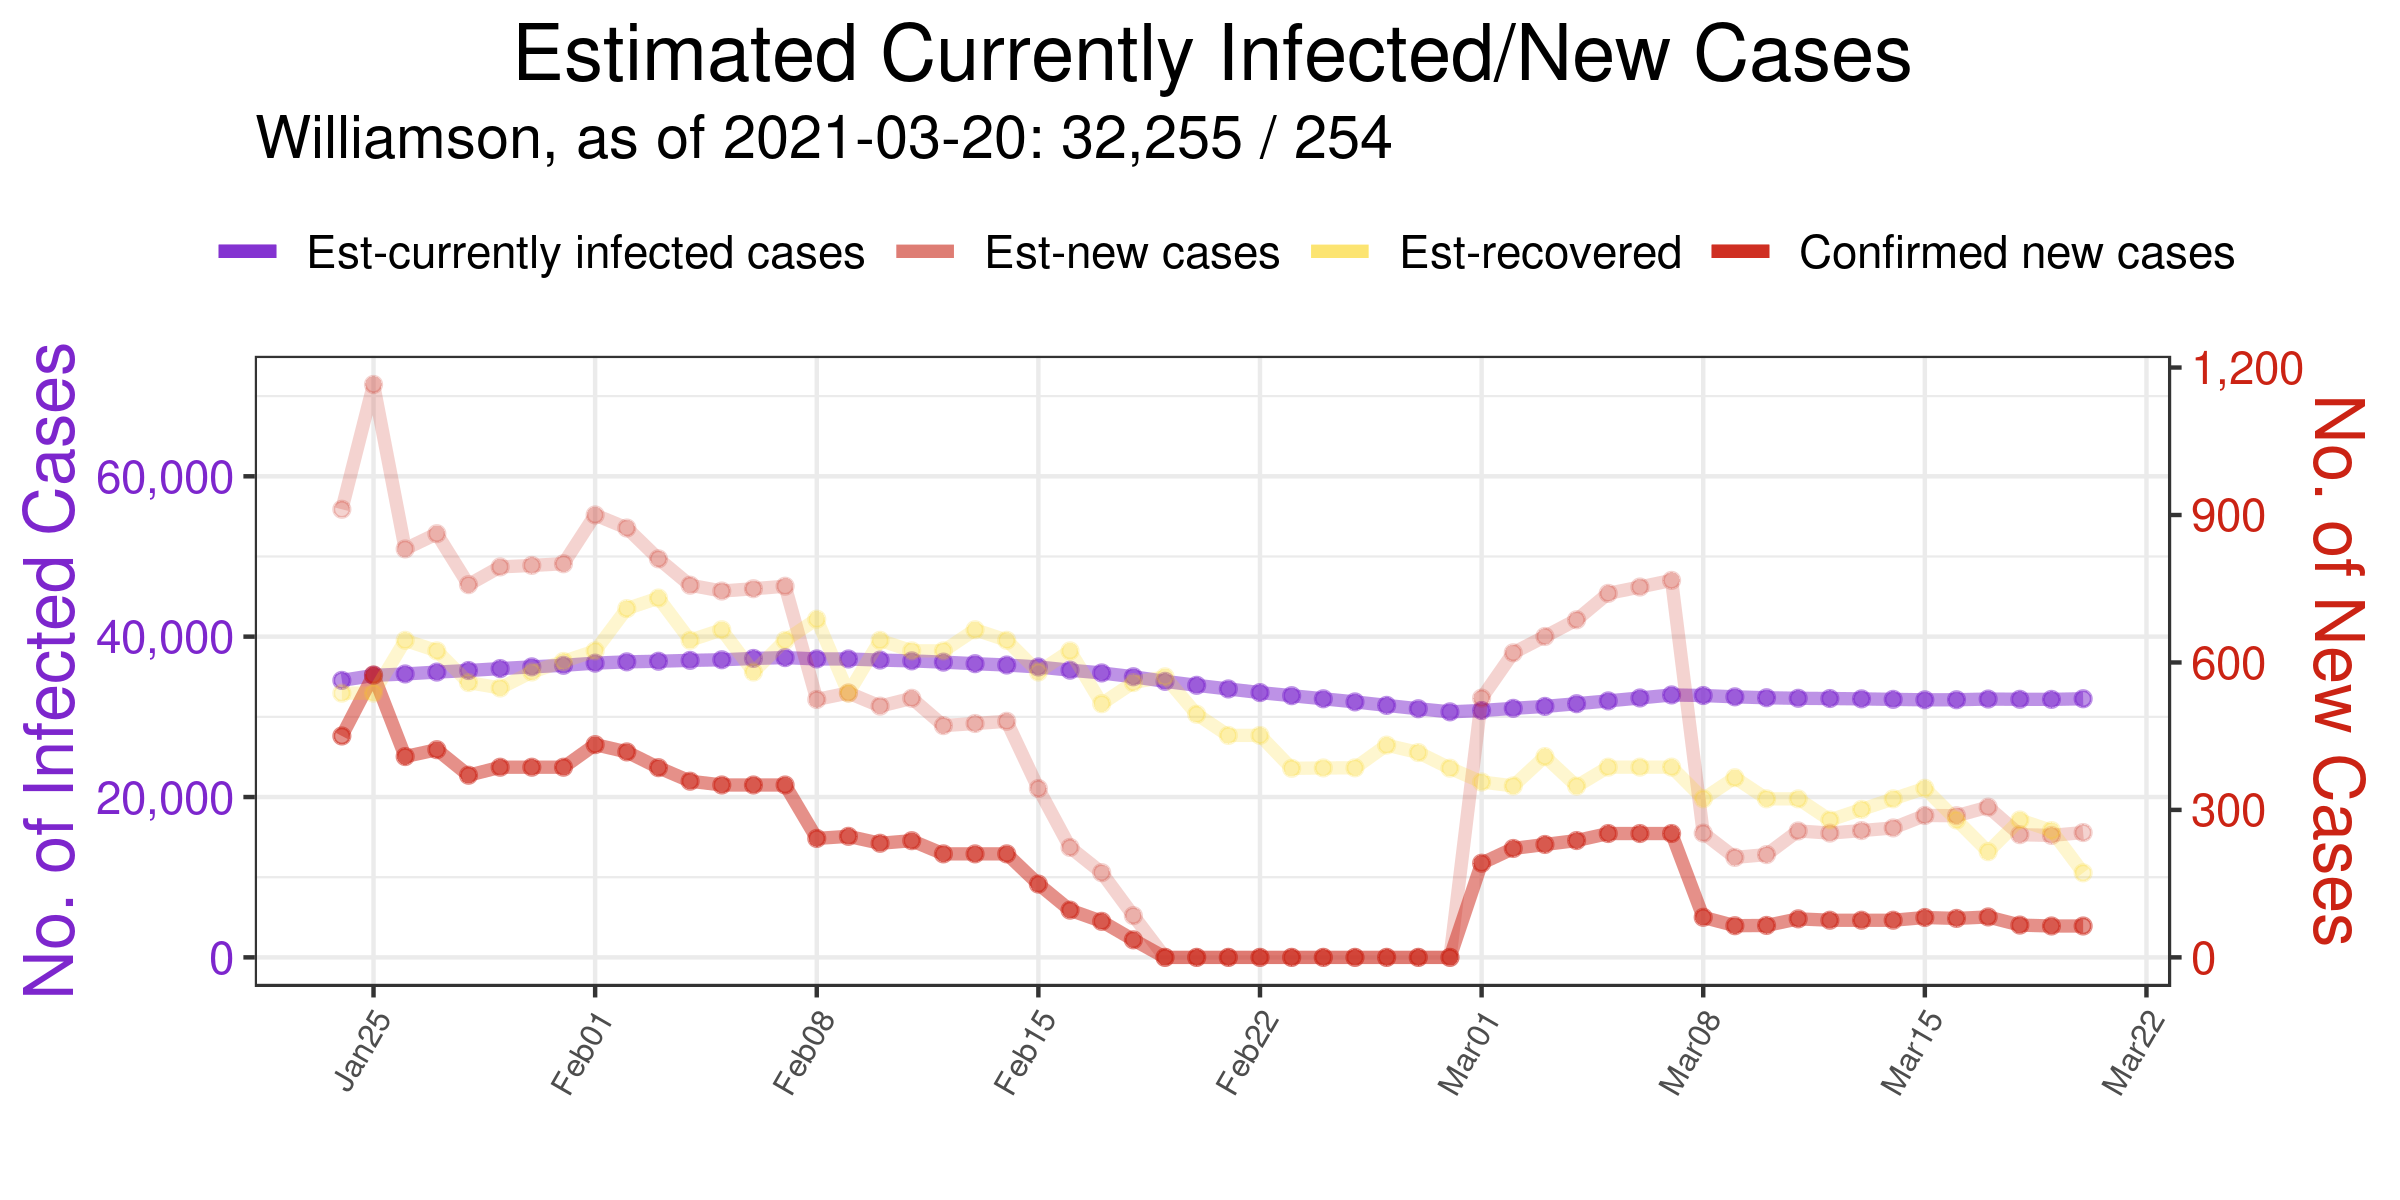 Estimated Currently Infected/New Cases
Williamson, as of 2021-03-20: 32,255 / 254
Est-currently infected cases
Est-new cases
Est-recovered
Confirmed new cases
No. of Infected Cases
60,000
40,000
20,000
0
1,200
900
600
300
0
No. of New Cases
Jan25
Feb01
Feb08
Feb15
Feb22
Mar01
Mar08
Mar15
Mar22